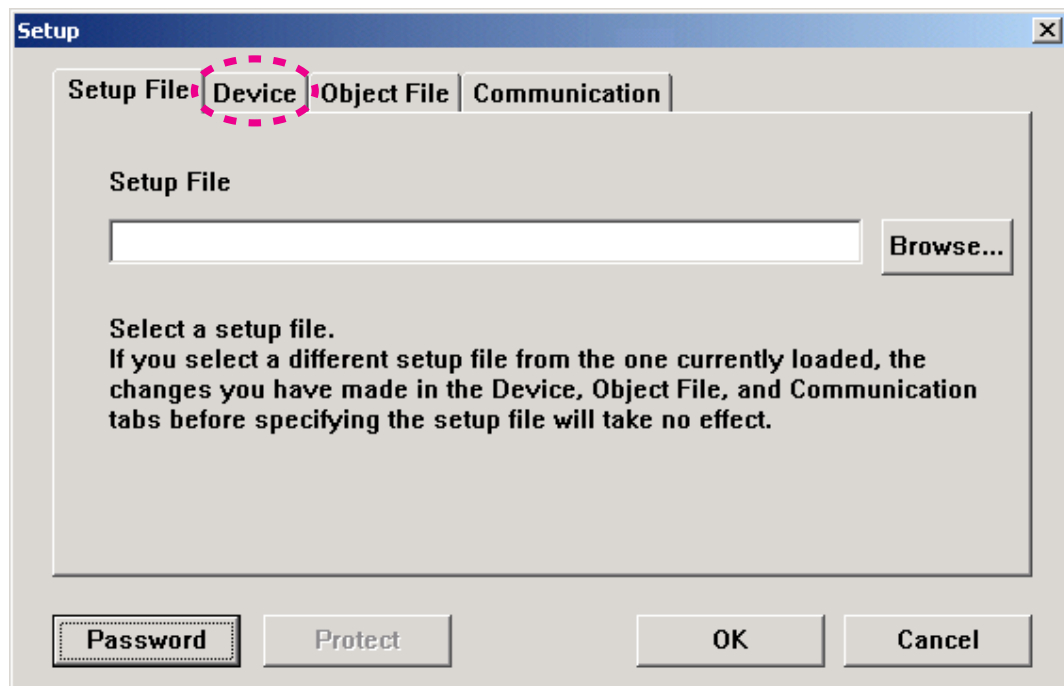 Setup
Setup File Device Object File Communication
Setup File
Browse...
Select a setup file.
If you select a different setup file from the one currently loaded, the
changes you have made in the Device, Object File, and Communication
tabs before specifying the setup file will take no effect.
Password Protect OK Cancel